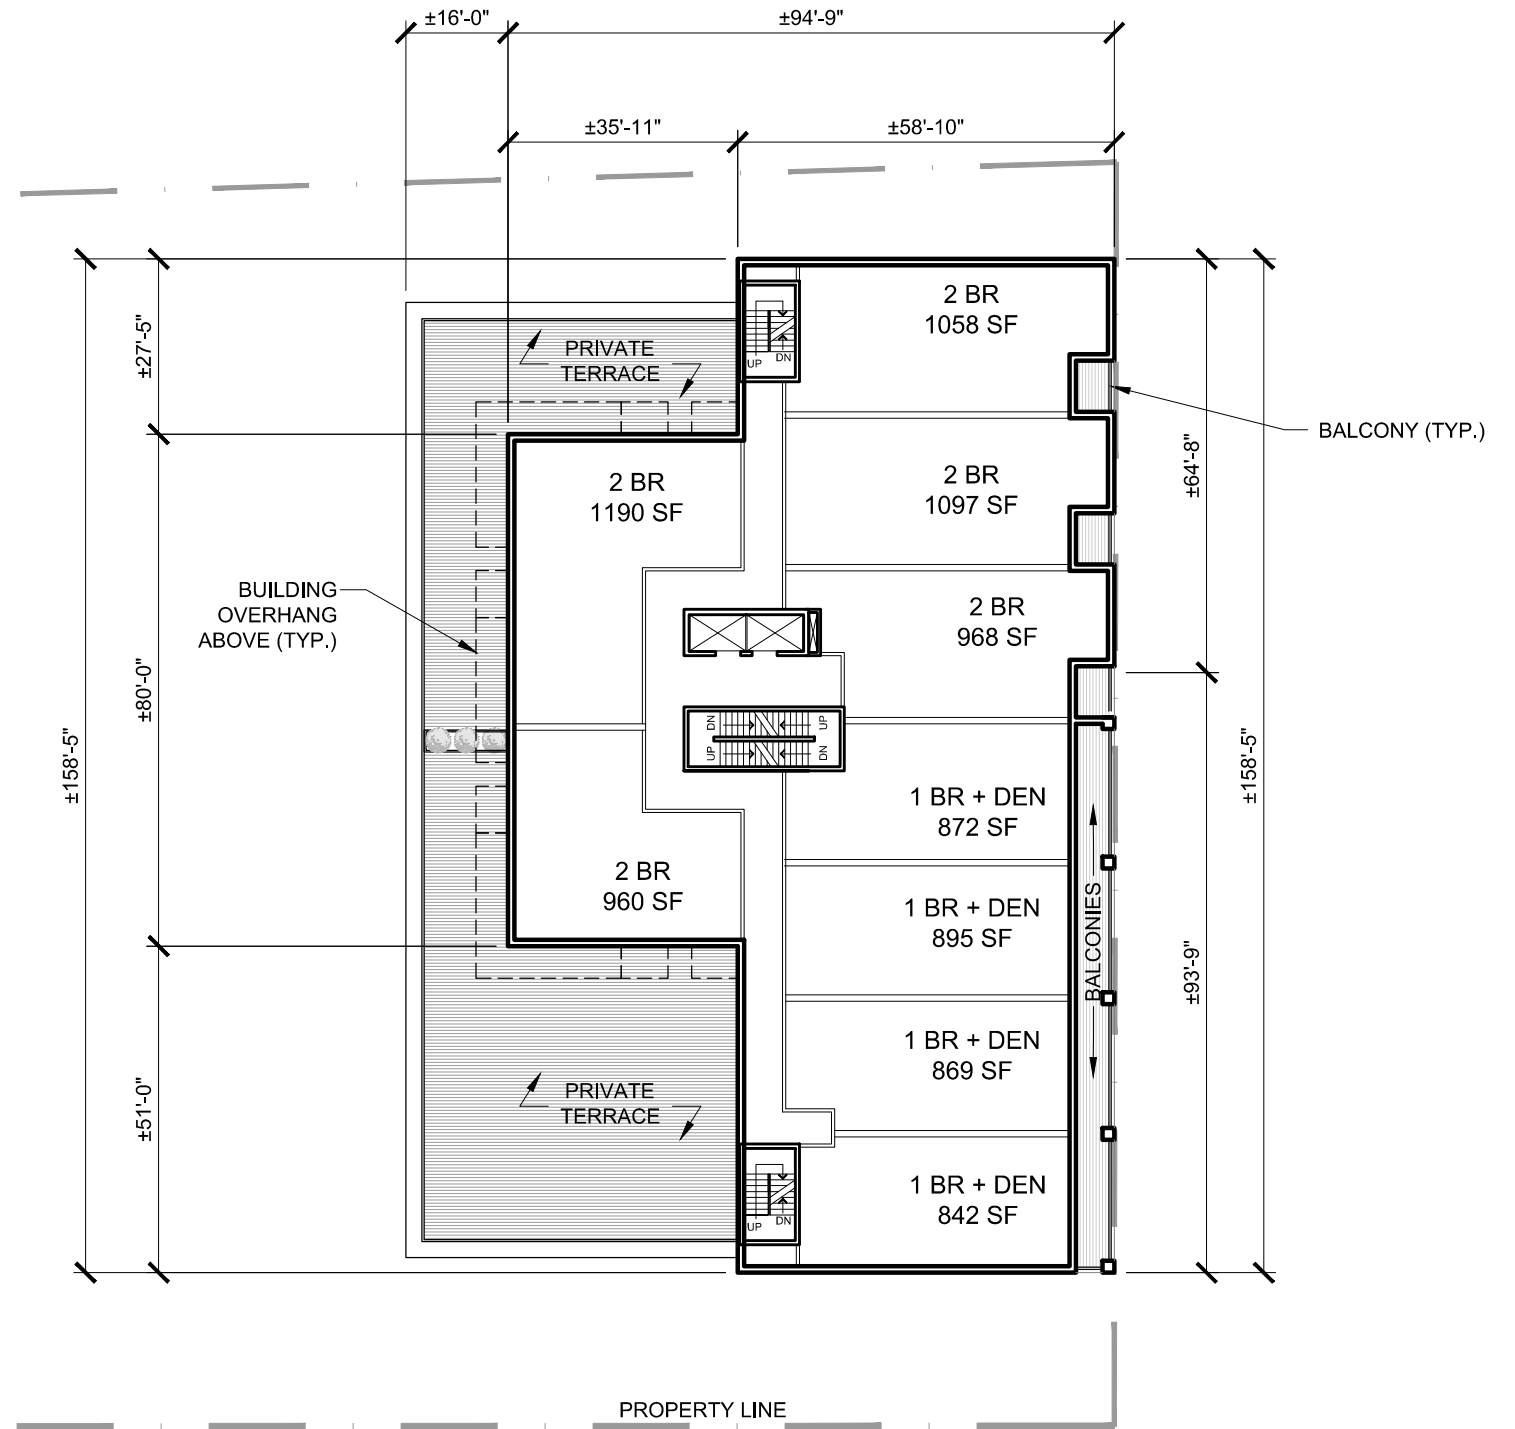 ±16'-0"
±94'-9"
±35'-11"
±58'-10"
2 BR
1058 SF
±27'-5"
PRIVATE
TERRACE
UP
DN
BALCONY (TYP.)
±64'-8"
2 BR
1190 SF
2 BR
1097 SF
BUILDING
OVERHANG
ABOVE (TYP.)
2 BR
968 SF
±80'-0"
DN
UP
UP
DN
±158'-5"
±158'-5"
1 BR + DEN
872 SF
2 BR
960 SF
1 BR + DEN
895 SF
BALCONIES
±93'-9"
1 BR + DEN
869 SF
±51'-0"
PRIVATE
TERRACE
1 BR + DEN
842 SF
UP
DN
PROPERTY LINE